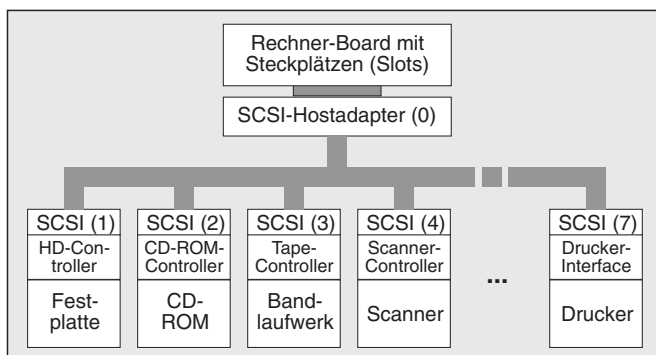 Rechner-Board mit
Steckplätzen (Slots)
SCSI-Hostadapter (0)
SCSI (1)
HD-Con-
troller
Fest-
platte
SCSI (2)
CD-ROM-
Controller
CD-
ROM
SCSI (3)
Tape-
Controller
Band-
laufwerk
SCSI (4)
Scanner-
Controller
Scanner
...
SCSI (7)
Drucker-
Interface
Drucker